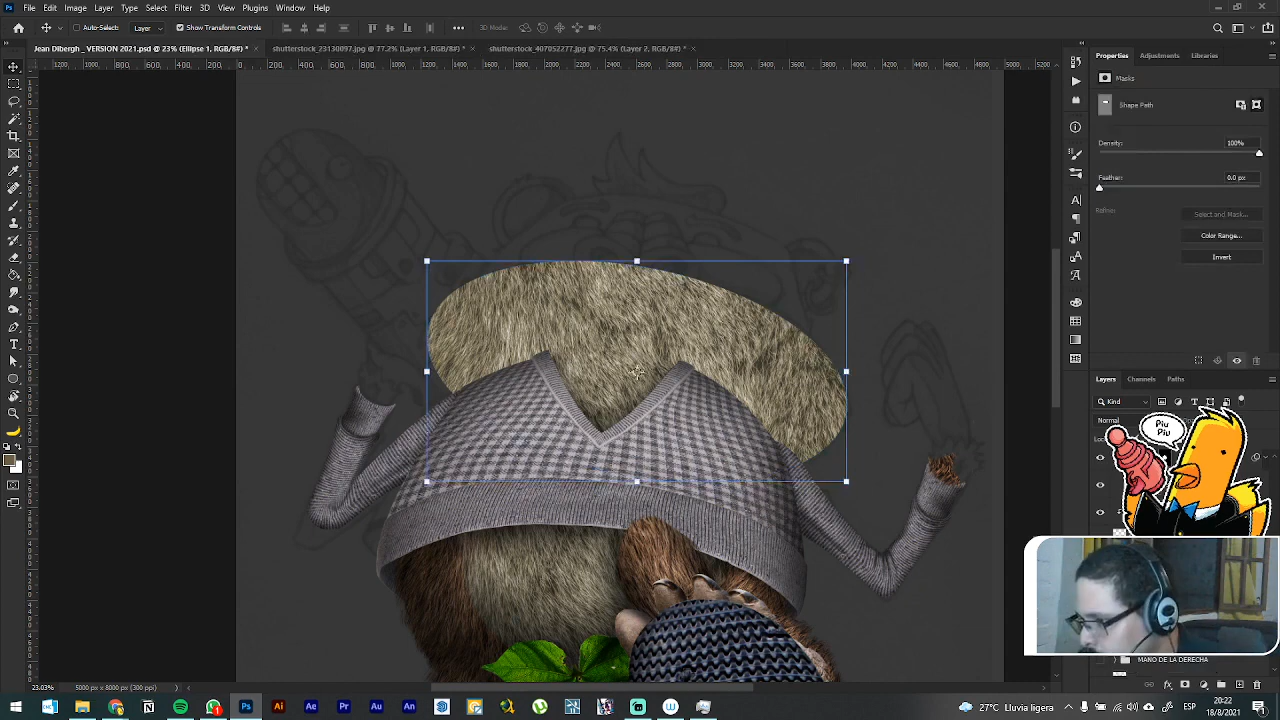 File Edit Image Layer Type Select Filter 3D View Plugins Window Help
Auto-Select: Layer Show Transform Controls 3D Mode:
Jean Dibergh _ VERSION 2021.psd @ 23% (Ellipse 1, RGB/8#) * shutterstock_23130097.jpg @ 77.2% (Layer 1, RGB/8#) * shutterstock_407052277.jpg @ 75.4% (Layer 2, RGB/8#) *
Properties Adjustments Libraries
Masks
Shape Path
Density: 100%
Feather: 0.0 px
Refine: Select and Mask...
Color Range...
Invert
Layers Channels Paths
Kind
Normal
Piu
Piu
MANO DE LA DERECHA
23.03% 5000 px x 8000 px (300 ppi)
Lluvia ligera
20:22
18/8/2021